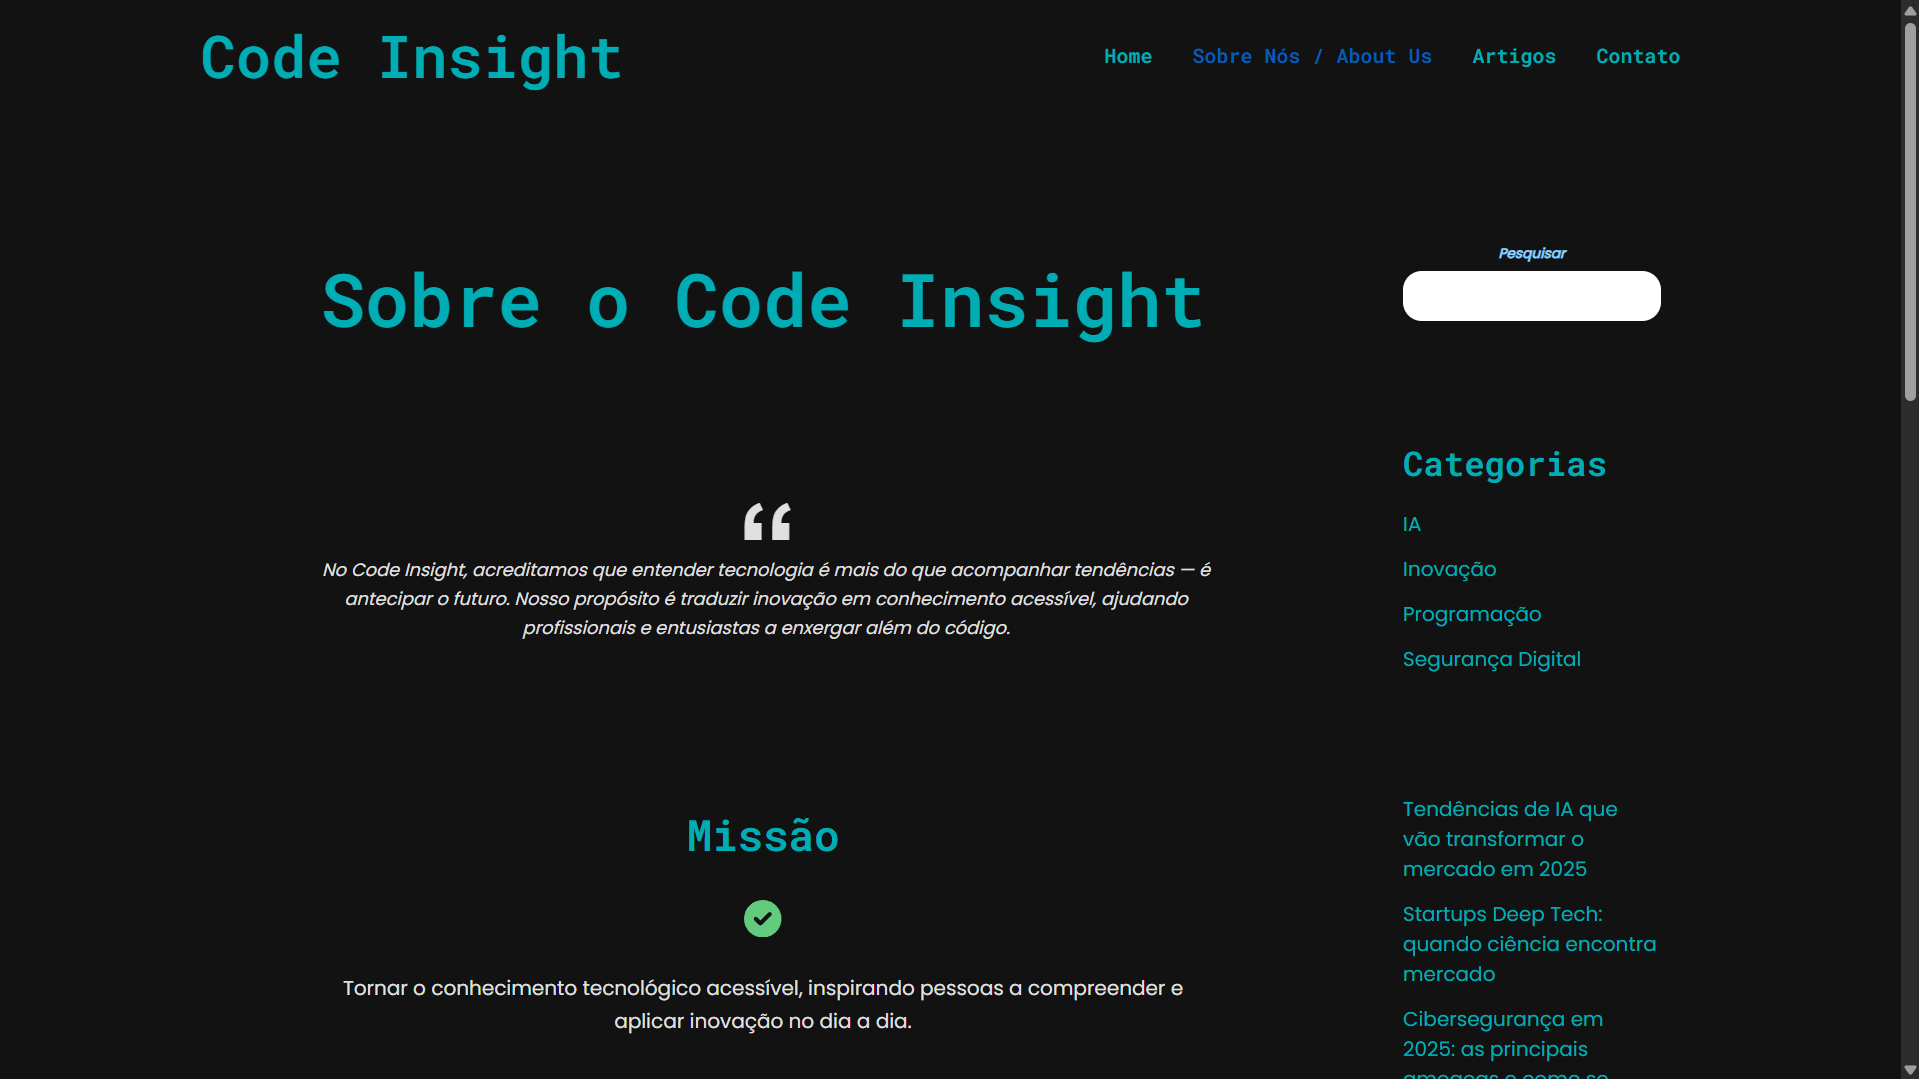 Code Insight
Home Sobre Nós / About Us Artigos Contato
Sobre o Code Insight
“
No Code Insight, acreditamos que entender tecnologia é mais do que acompanhar tendências — é
antecipar o futuro. Nosso propósito é traduzir inovação em conhecimento acessível, ajudando
profissionais e entusiastas a enxergar além do código.
Missão
Tornar o conhecimento tecnológico acessível, inspirando pessoas a compreender e
aplicar inovação no dia a dia.
Pesquisar
Categorias
IA
Inovação
Programação
Segurança Digital
Tendências de IA que
vão transformar o
mercado em 2025
Startups Deep Tech:
quando ciência encontra
mercado
Cibersegurança em
2025: as principais